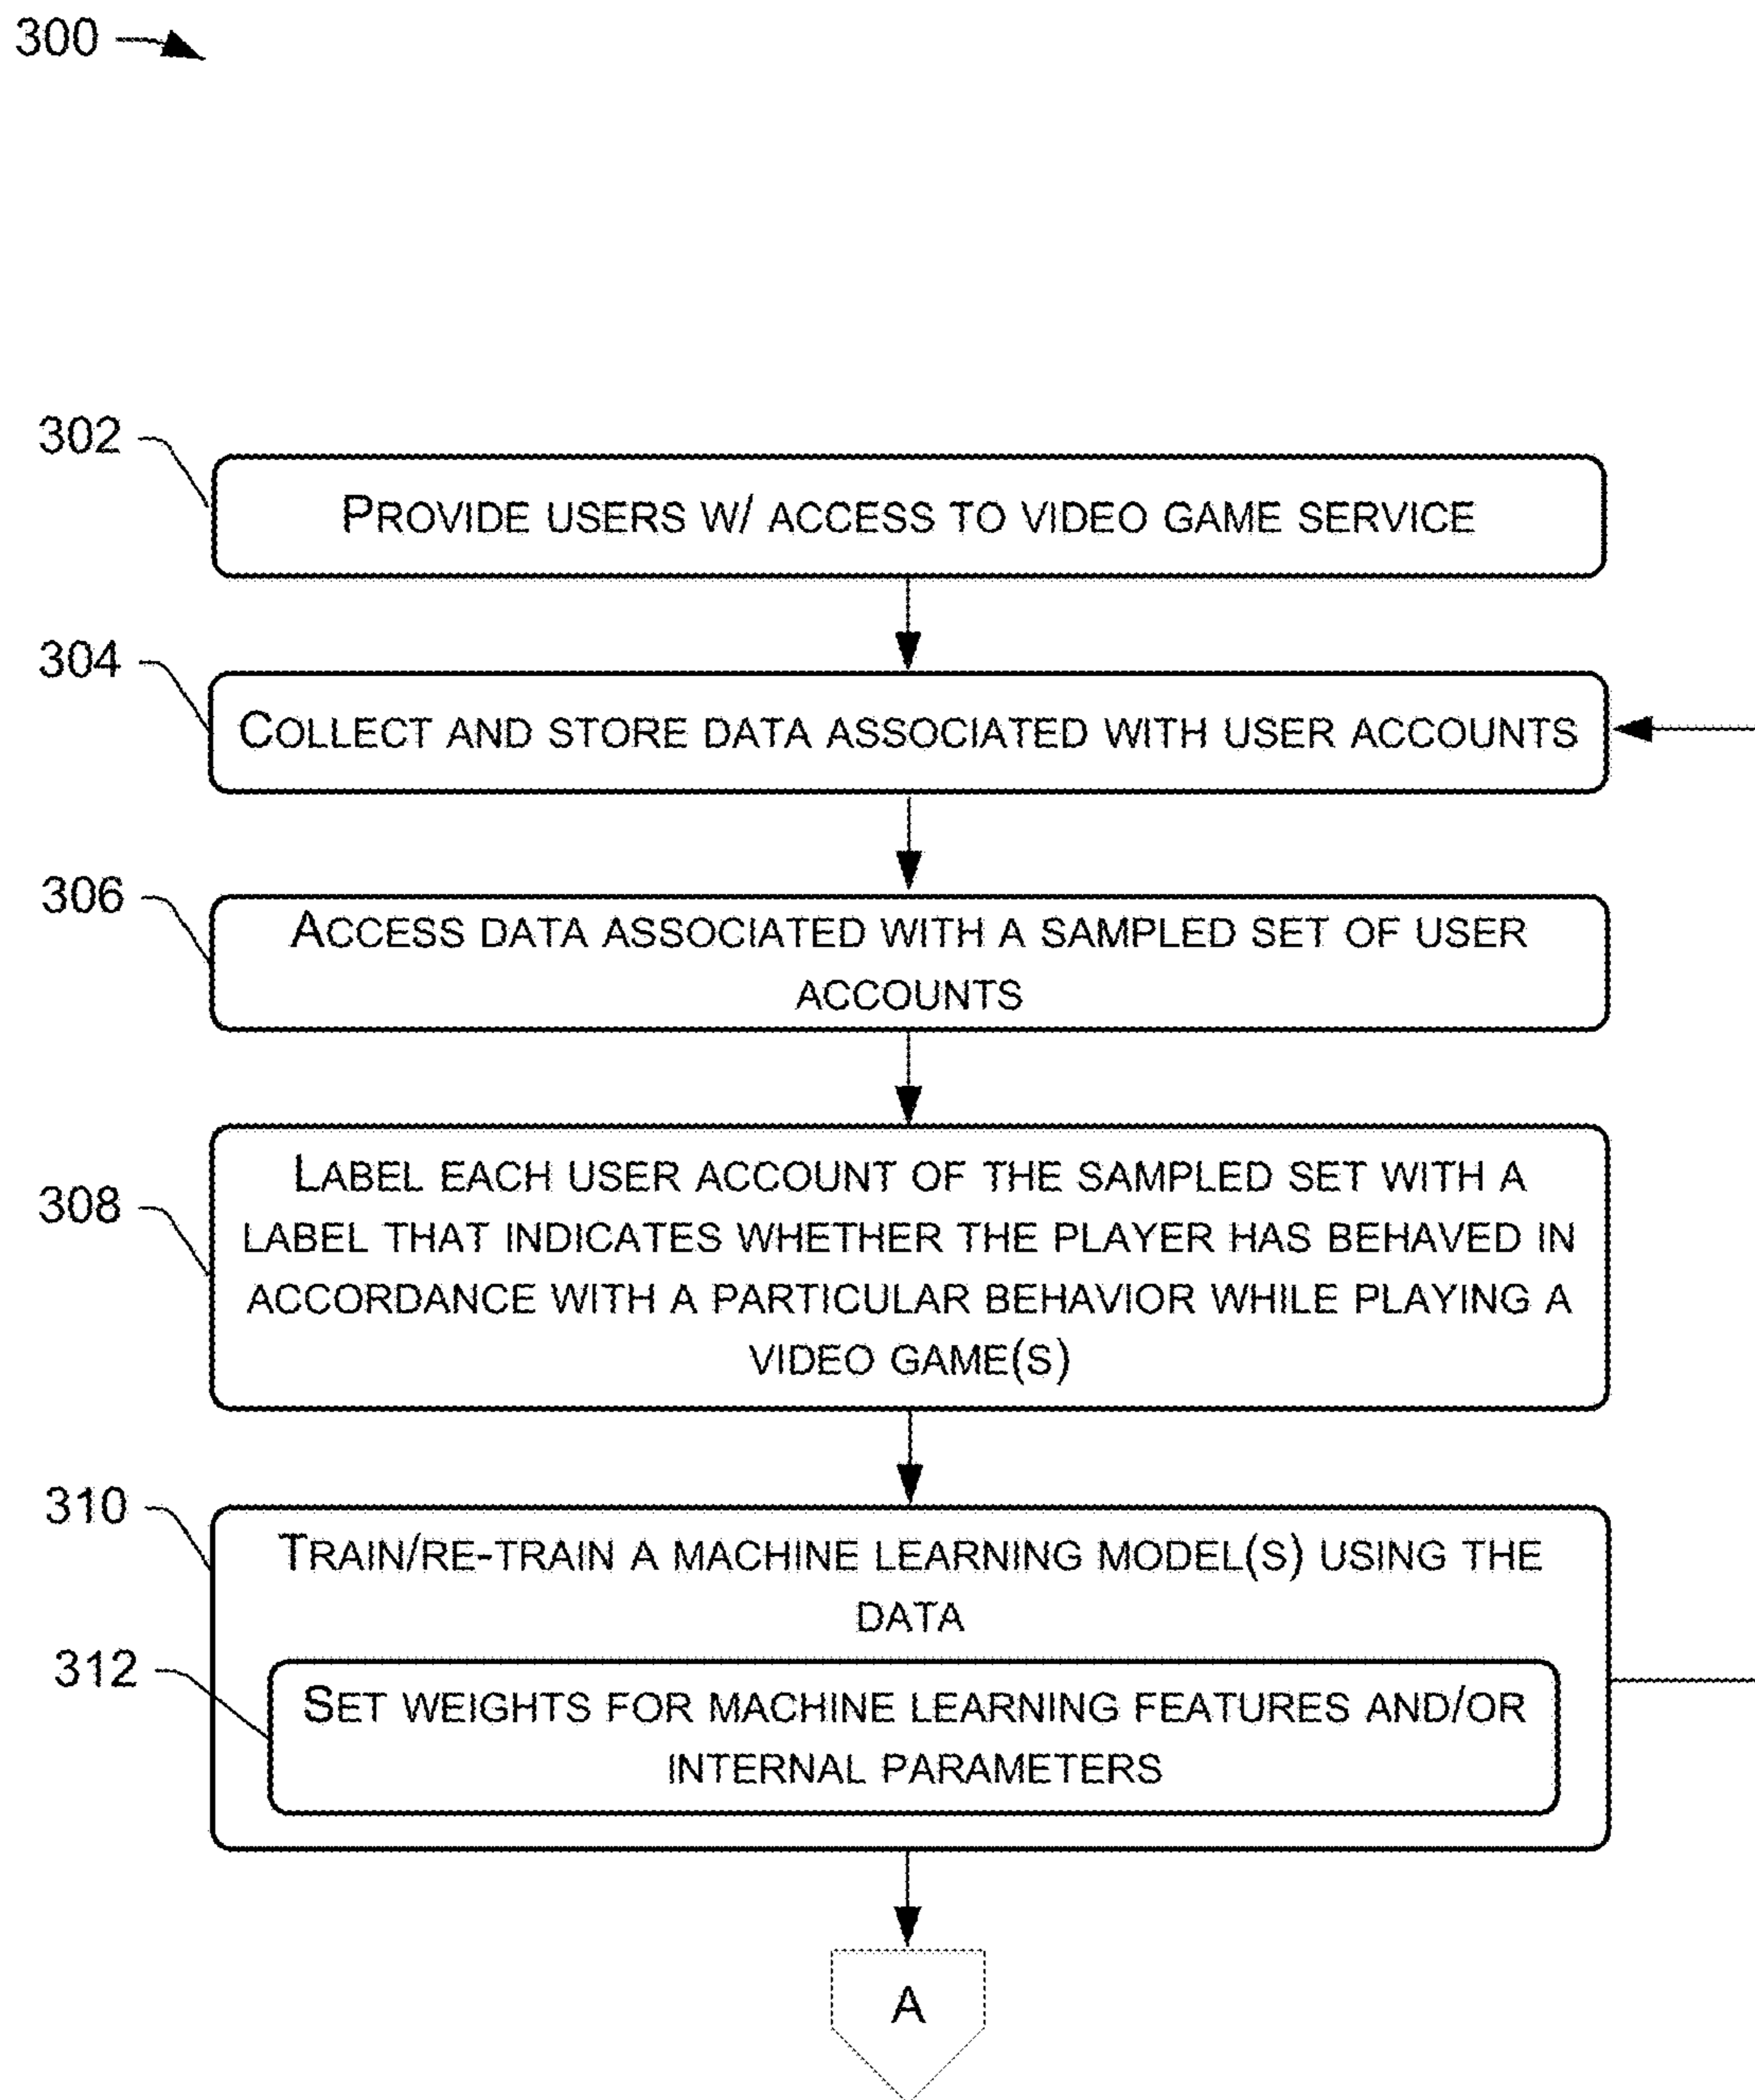 300
302
PROVIDE USERS W/ ACCESS TO VIDEO GAME SERVICE
304
COLLECT AND STORE DATA ASSOCIATED WITH USER ACCOUNTS
306
ACCESS DATA ASSOCIATED WITH A SAMPLED SET OF USER
ACCOUNTS
308
LABEL EACH USER ACCOUNT OF THE SAMPLED SET WITH A
LABEL THAT INDICATES WHETHER THE PLAYER HAS BEHAVED IN
ACCORDANCE WITH A PARTICULAR BEHAVIOR WHILE PLAYING A
VIDEO GAME(S)
310
TRAIN/RE-TRAIN A MACHINE LEARNING MODEL(S) USING THE
DATA
312
SET WEIGHTS FOR MACHINE LEARNING FEATURES AND/OR
INTERNAL PARAMETERS
A